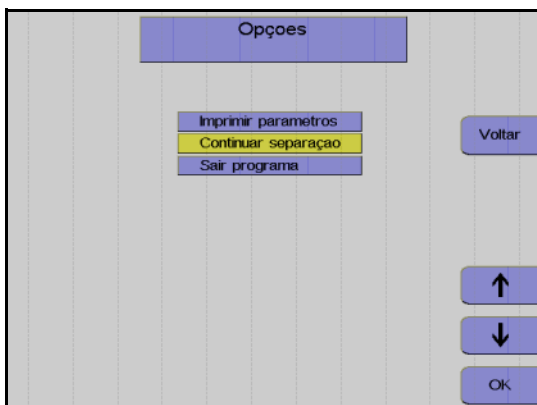 Opçoes
Imprimir parametros
Continuar separaçao
Sair programa
Voltar
↑
↓
OK